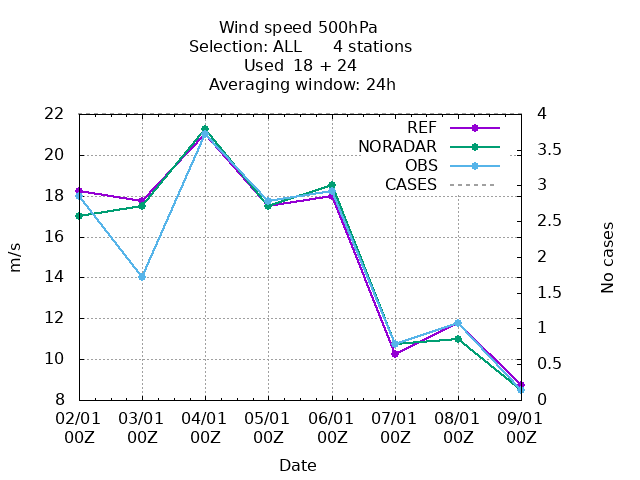 Wind speed 500hPa
Selection: ALL 4 stations
Used 18 + 24
Averaging window: 24h
22 4
REF
NORADAR
OBS
CASES
20 3.5
18 3
16 2.5
2
14 1.5
12 1
10 0.5
8 0
m/s
No cases
02/01 03/01 04/01 05/01 06/01 07/01 08/01 09/01
00Z 00Z 00Z 00Z 00Z 00Z 00Z 00Z
Date